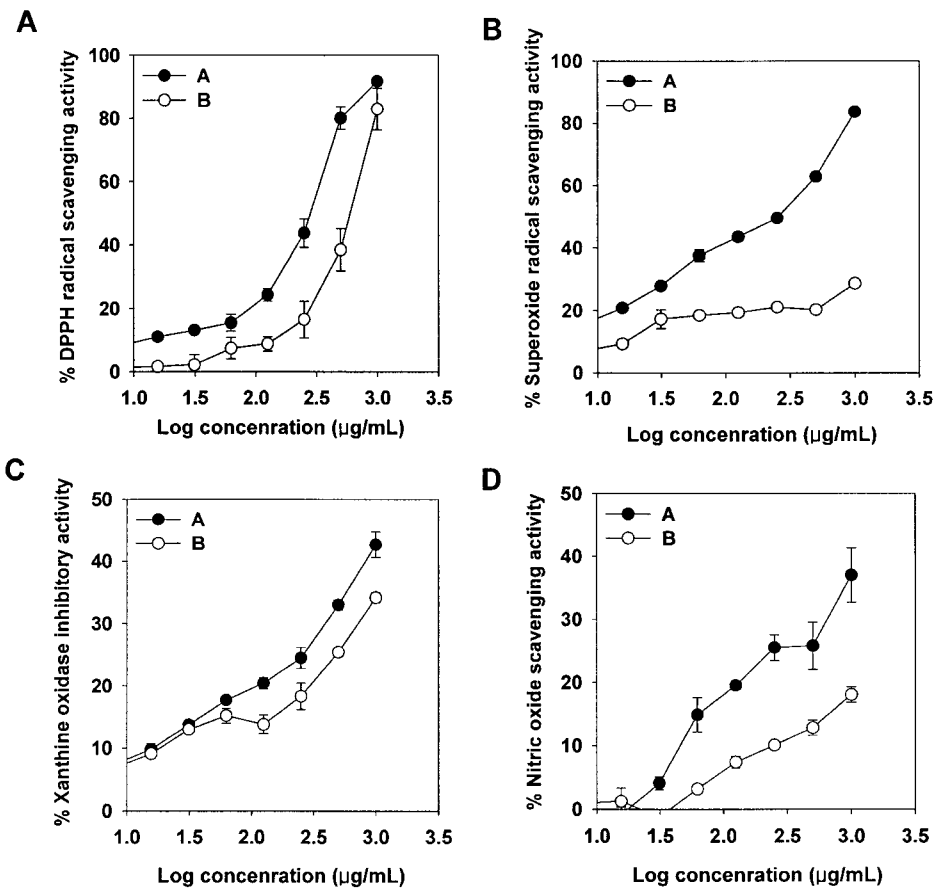 A
% DPPH radical scavenging activity
100
80
60
40
20
0
A
B
1.0 1.5 2.0 2.5 3.0 3.5
Log concenration (µg/mL)
B
% Superoxide radical scavenging activity
100
80
60
40
20
0
A
B
1.0 1.5 2.0 2.5 3.0 3.5
Log concenration (µg/mL)
C
% Xanthine oxidase inhibitory activity
50
40
30
20
10
0
A
B
1.0 1.5 2.0 2.5 3.0 3.5
Log concenration (µg/mL)
D
% Nitric oxide scavenging activity
50
40
30
20
10
0
A
B
1.0 1.5 2.0 2.5 3.0 3.5
Log concenration (µg/mL)